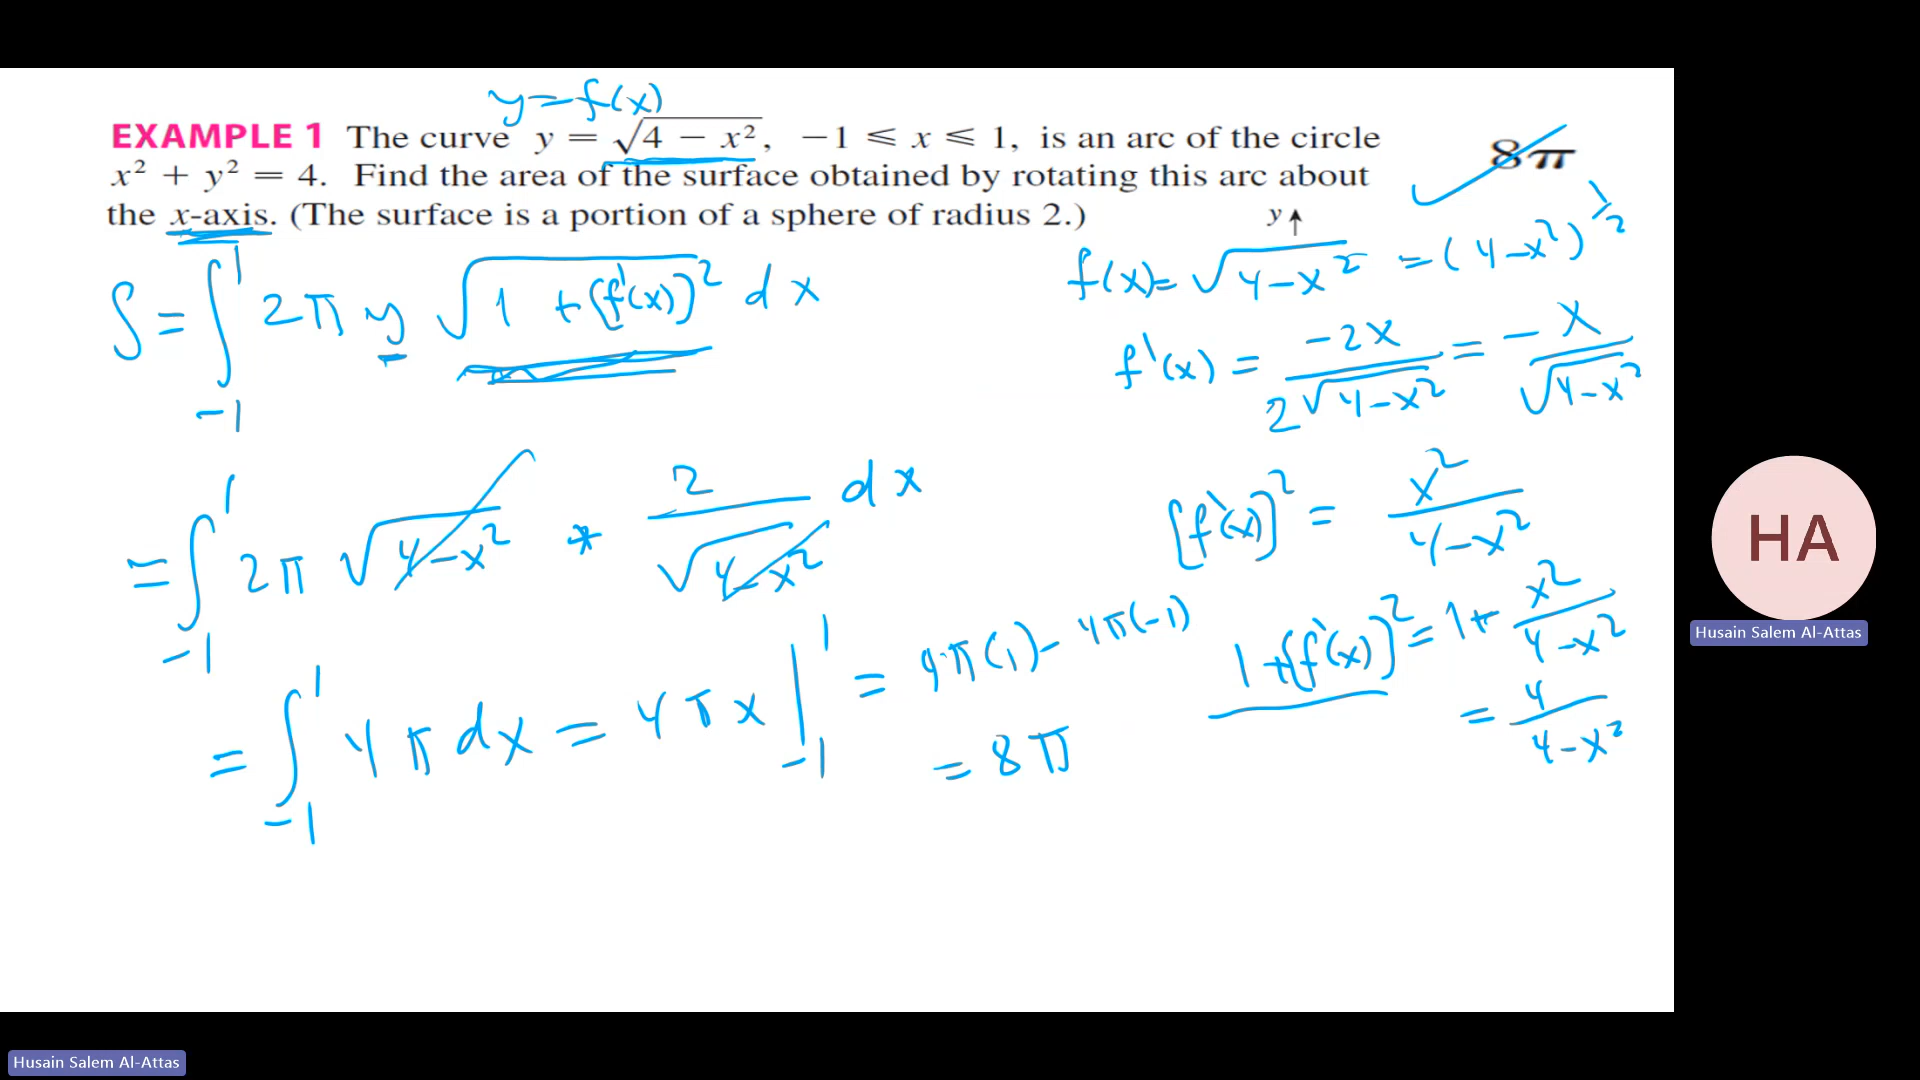 y = f(x)
EXAMPLE 1 The curve y = √4 − x², −1 ⩽ x ⩽ 1, is an arc of the circle
x² + y² = 4. Find the area of the surface obtained by rotating this arc about
the x-axis. (The surface is a portion of a sphere of radius 2.)
8π
y
S = ∫₋₁¹ 2π y √(1 + [f'(x)]²) dx
f(x) = √(4−x²) = (4−x²)^(1/2)
f'(x) = −2x / 2√(4−x²) = −x / √(4−x²)
= ∫₋₁¹ 2π √(4−x²) * 2 / √(4−x²) dx
[f'(x)]² = x² / (4−x²)
1+[f'(x)]² = 1+ x² / (4−x²)
= 4 / (4−x²)
= ∫₋₁¹ 4π dx = 4πx |₋₁¹ = 4π(1) − 4π(−1)
= 8π
HA
Husain Salem Al-Attas
Husain Salem Al-Attas